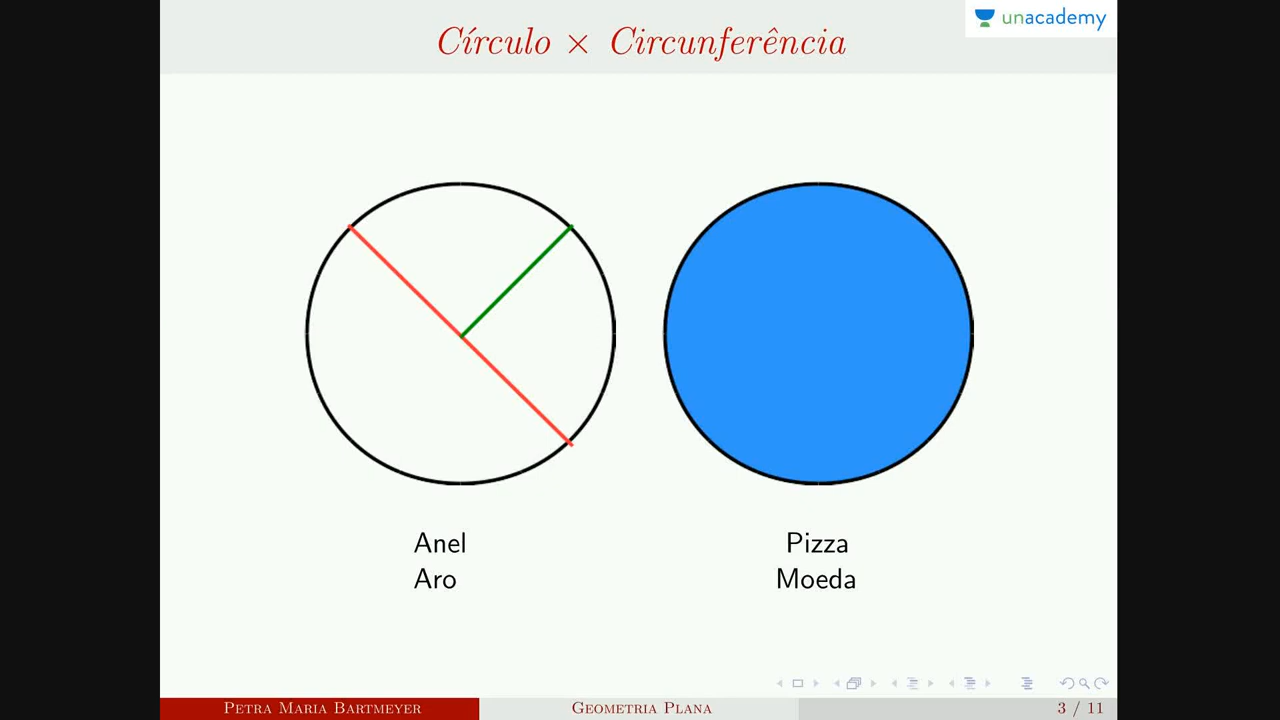 unacademy
Círculo × Circunferência
Anel
Aro
Pizza
Moeda
Petra Maria Bartmeyer
Geometria Plana
3 / 11